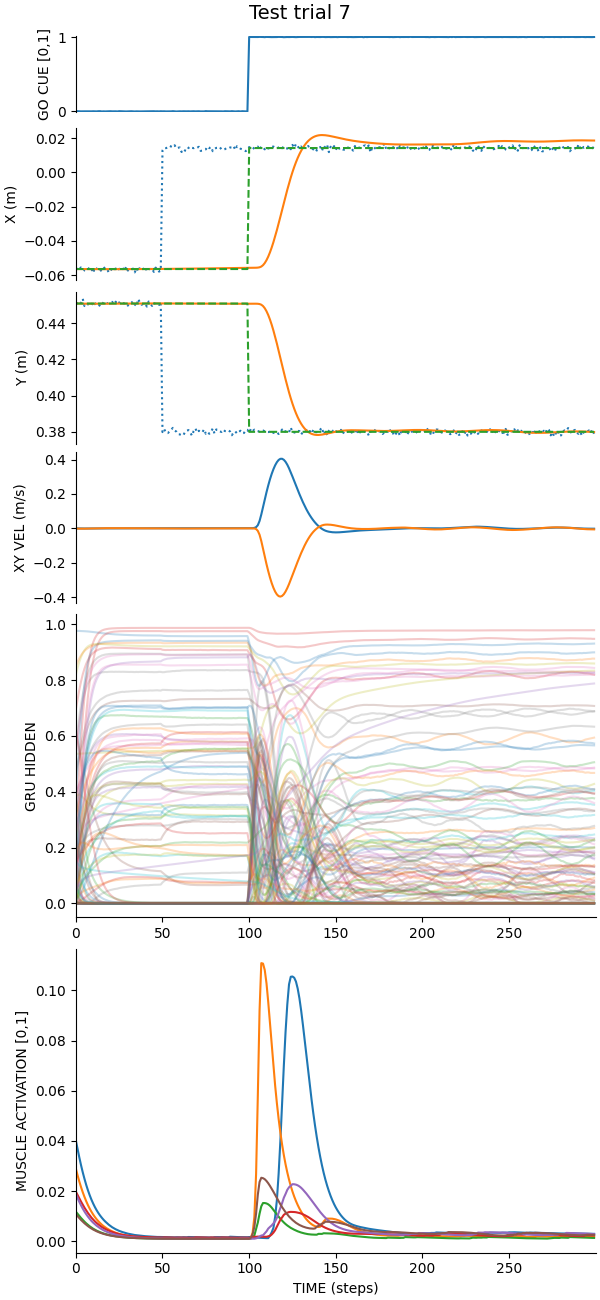 Test trial 7
GO CUE [0,1]
1
0
X (m)
0.02
0.00
−0.02
−0.04
−0.06
Y (m)
0.44
0.42
0.40
0.38
XY VEL (m/s)
0.4
0.2
0.0
−0.2
−0.4
GRU HIDDEN
1.0
0.8
0.6
0.4
0.2
0.0
0 50 100 150 200 250
MUSCLE ACTIVATION [0,1]
0.10
0.08
0.06
0.04
0.02
0.00
0 50 100 150 200 250
TIME (steps)